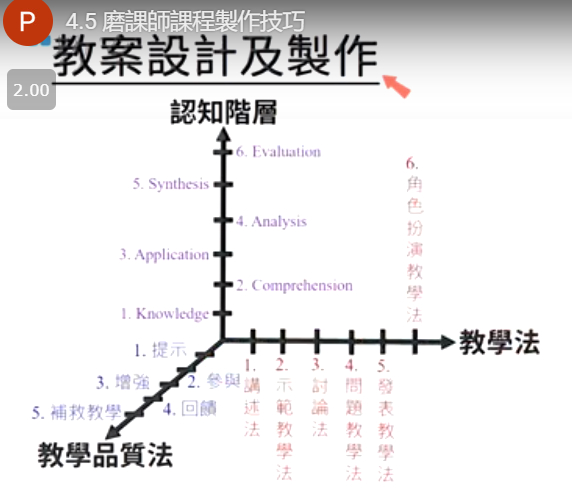 P 4.5 磨課師課程製作技巧
教案設計及製作
2.00
認知階層
6. Evaluation
5. Synthesis
4. Analysis
3. Application
2. Comprehension
1. Knowledge
教學法
1. 講述法
2. 示範教學法
3. 討論法
4. 問題教學法
5. 發表教學法
6. 角色扮演教學法
1. 提示
2. 參與
3. 增強
4. 回饋
5. 補救教學
教學品質法